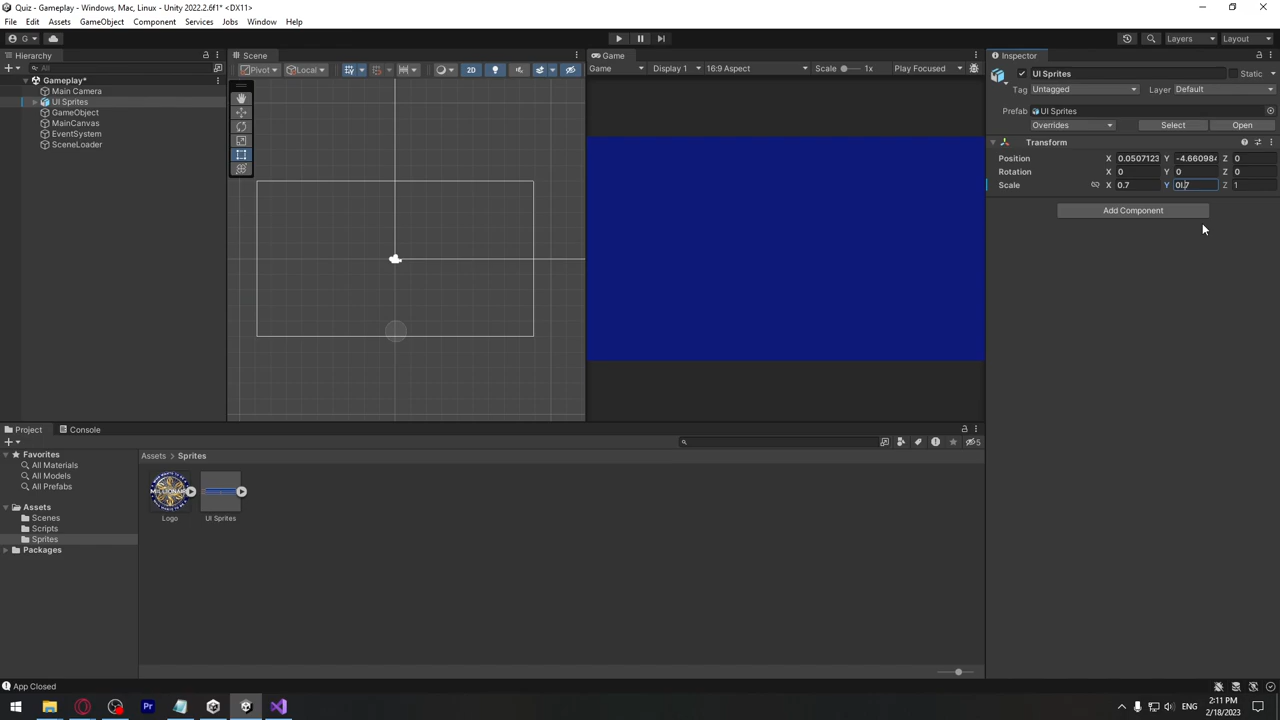 Quiz - Gameplay - Windows, Mac, Linux - Unity 2022.2.6f1* <DX11>
File Edit Assets GameObject Component Services Jobs Window Help
G Layers Layout
Hierarchy Scene Game Inspector
All Pivot Local 2D Game Display 1 16:9 Aspect Scale 1x Play Focused
UI Sprites Static
Gameplay*
Main Camera
UI Sprites
GameObject
MainCanvas
EventSystem
SceneLoader
Tag Untagged Layer Default
Prefab UI Sprites
Overrides Select Open
Transform
Position X 0.0507123 Y -4.660984 Z 0
Rotation X 0 Y 0 Z 0
Scale X 0.7 Y 0.7 Z 1
Add Component
Project Console
5
Favorites
All Materials
All Models
All Prefabs
Assets
Scenes
Scripts
Sprites
Packages
Assets > Sprites
MILLIONAIRE
Logo UI Sprites
App Closed
Pr ENG 2:11 PM
2/18/2023